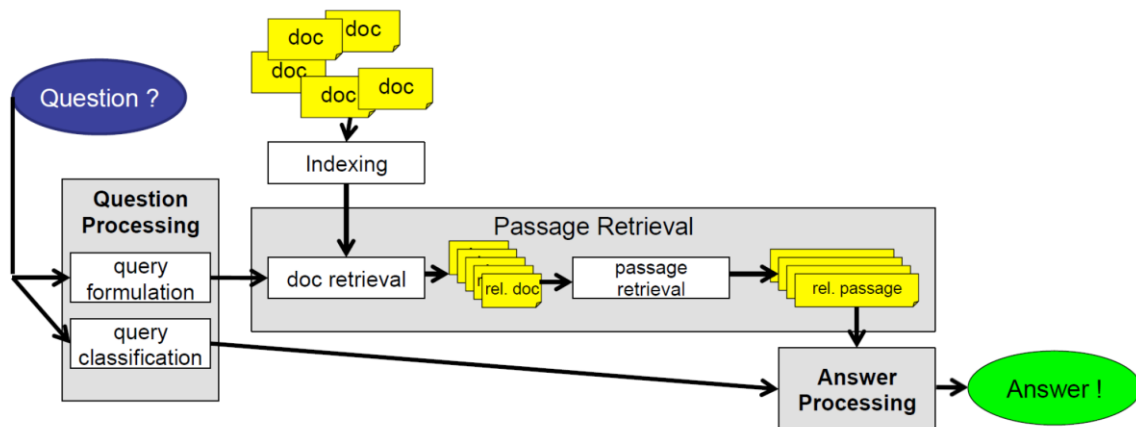 doc
doc
doc
doc
doc
Question ?
Indexing
Question
Processing
Passage Retrieval
query
formulation
doc retrieval
rel. doc
passage
retrieval
rel. passage
query
classification
Answer
Processing
Answer !